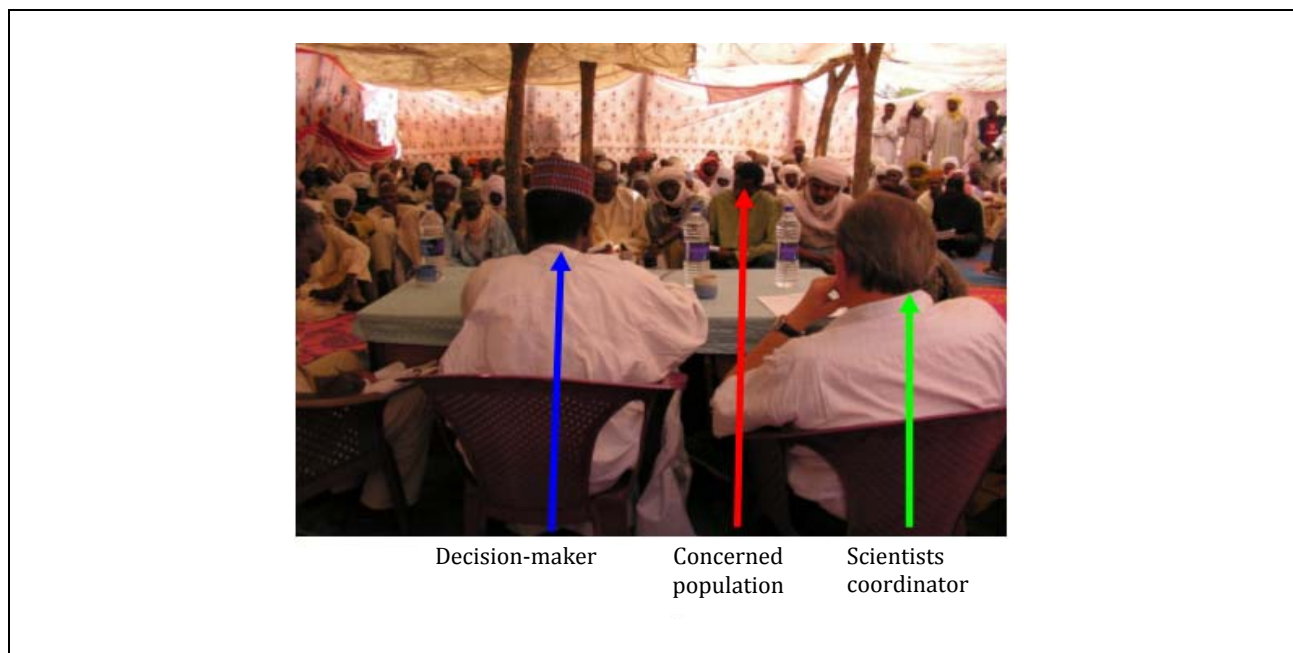 Decision-maker
Concerned
population
Scientists
coordinator